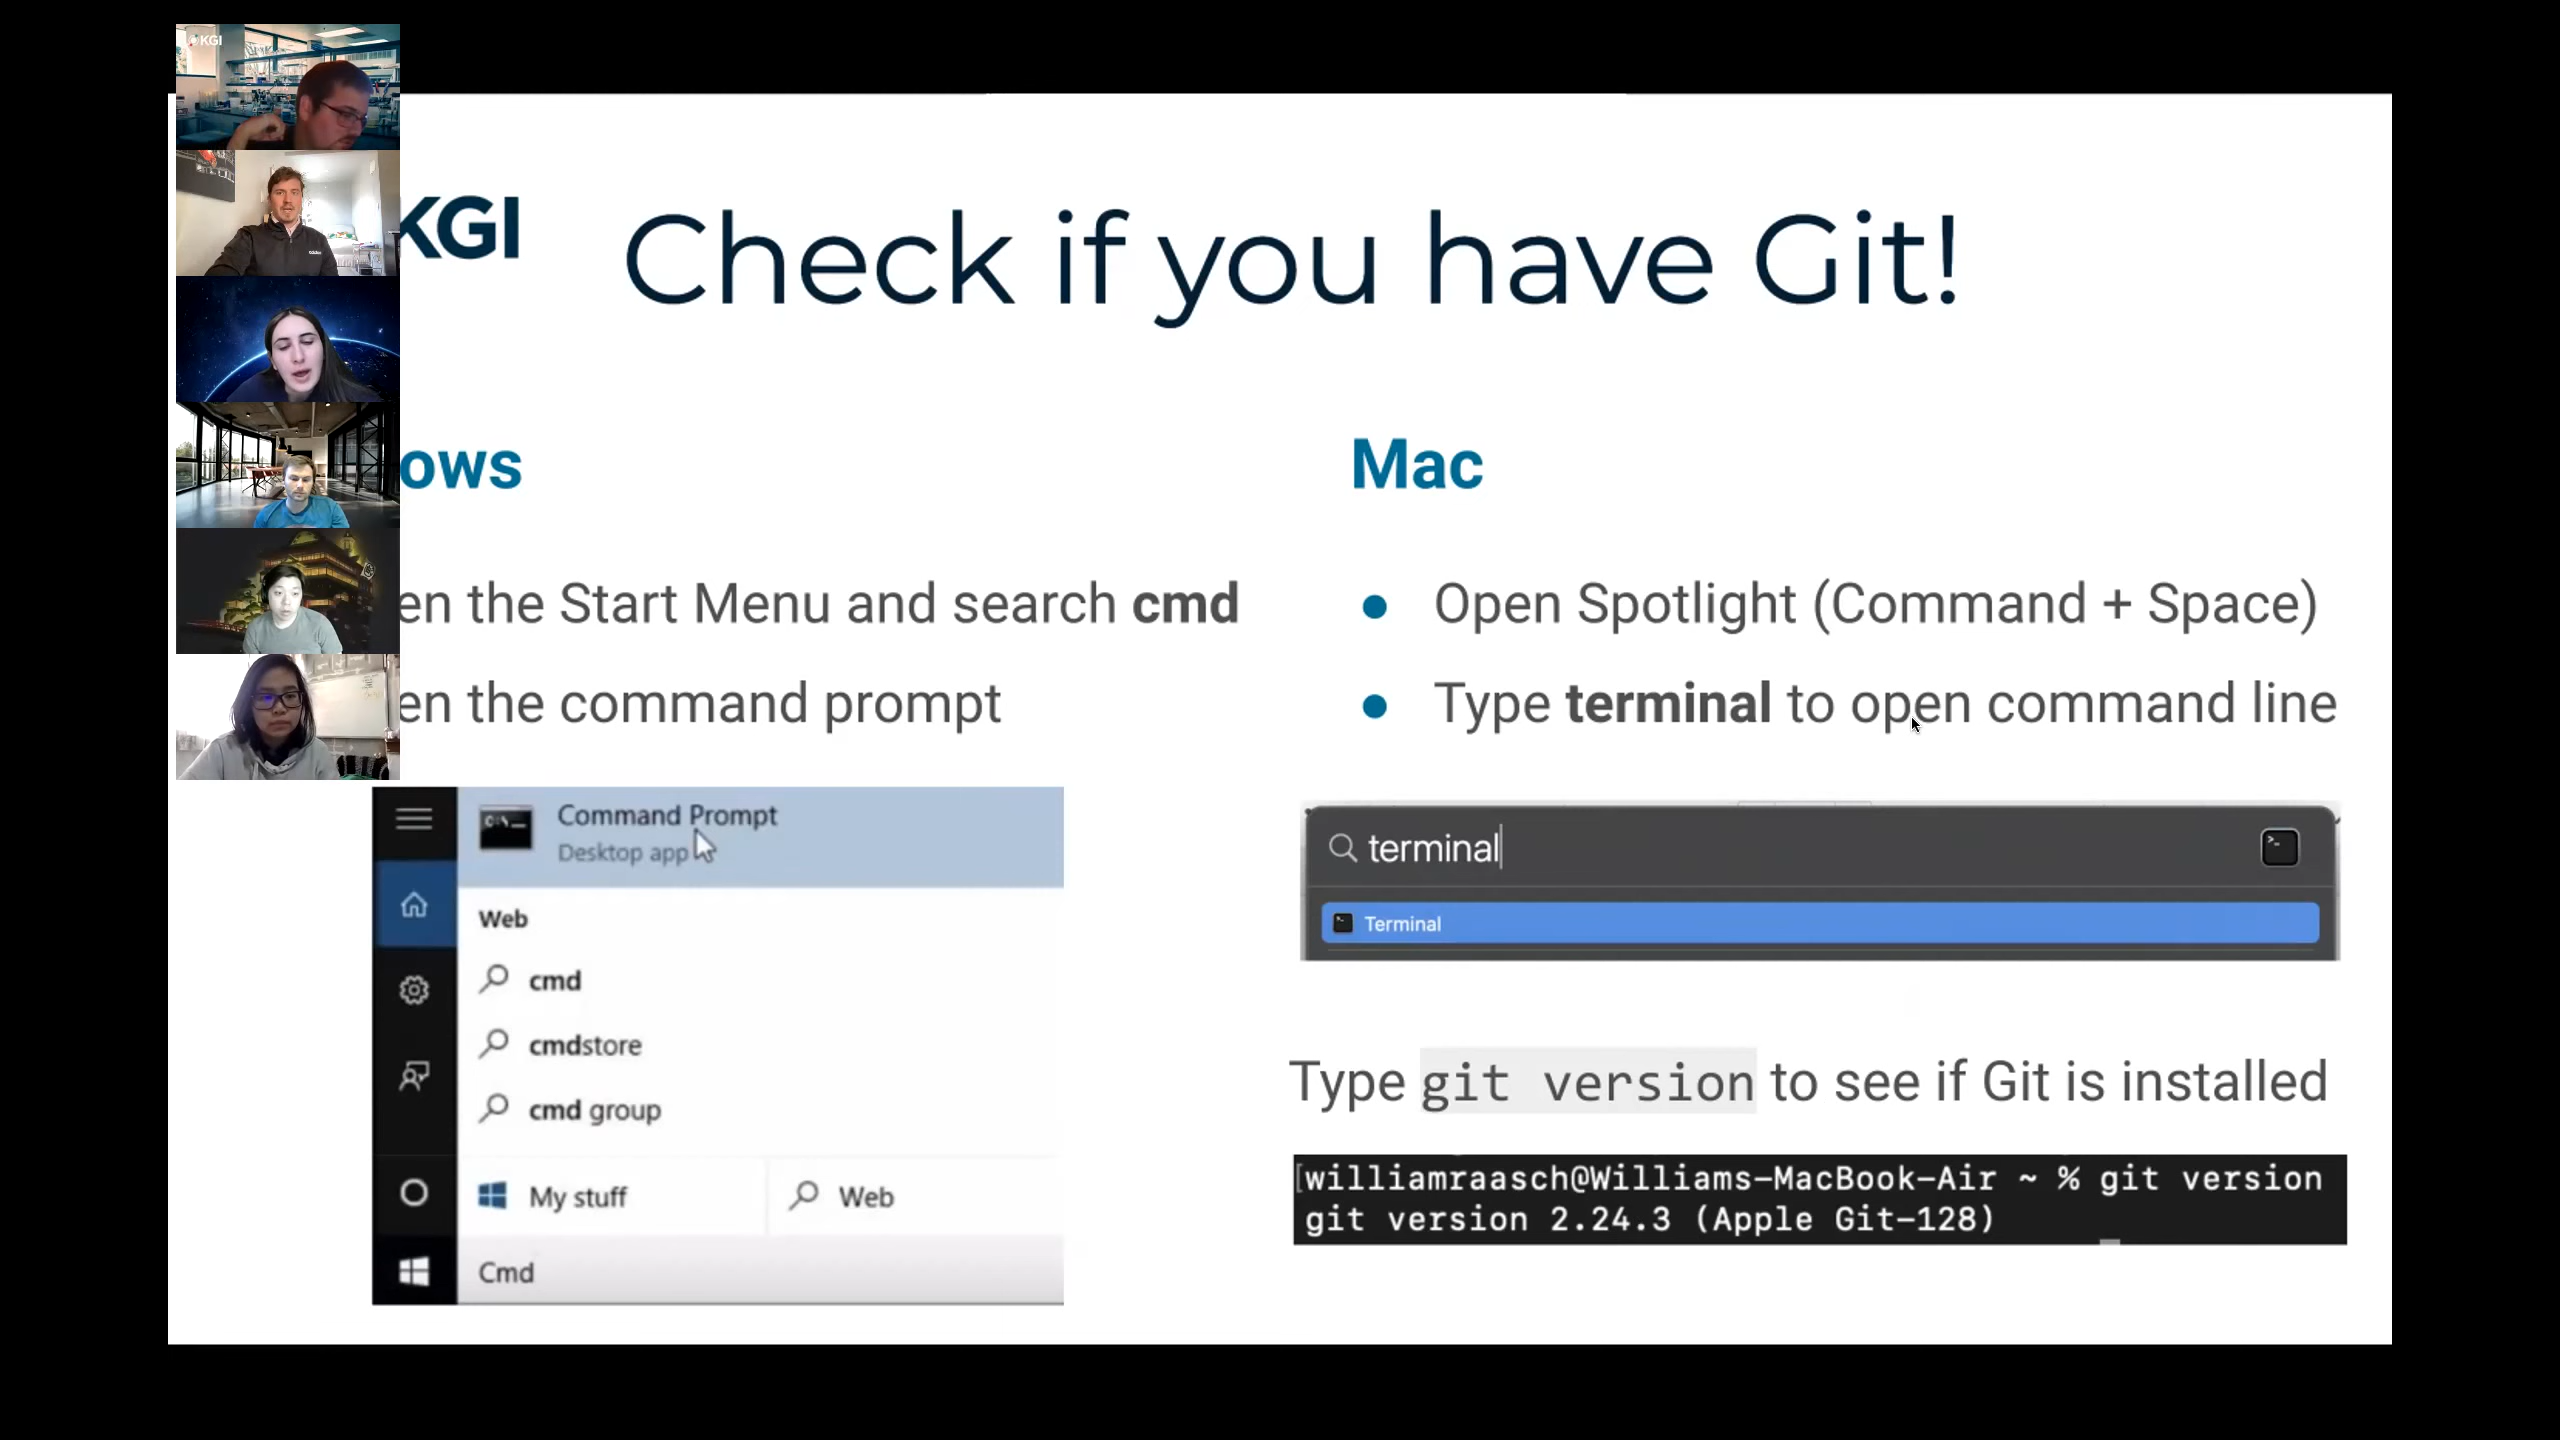 KGI
KGI
Check if you have Git!
ows
en the Start Menu and search cmd
en the command prompt
Command Prompt
Desktop app
Web
cmd
cmdstore
cmd group
My stuff
Web
Cmd
Mac
● Open Spotlight (Command + Space)
● Type terminal to open command line
terminal
Terminal
Type git version to see if Git is installed
[williamraasch@Williams-MacBook-Air ~ % git version
git version 2.24.3 (Apple Git-128)